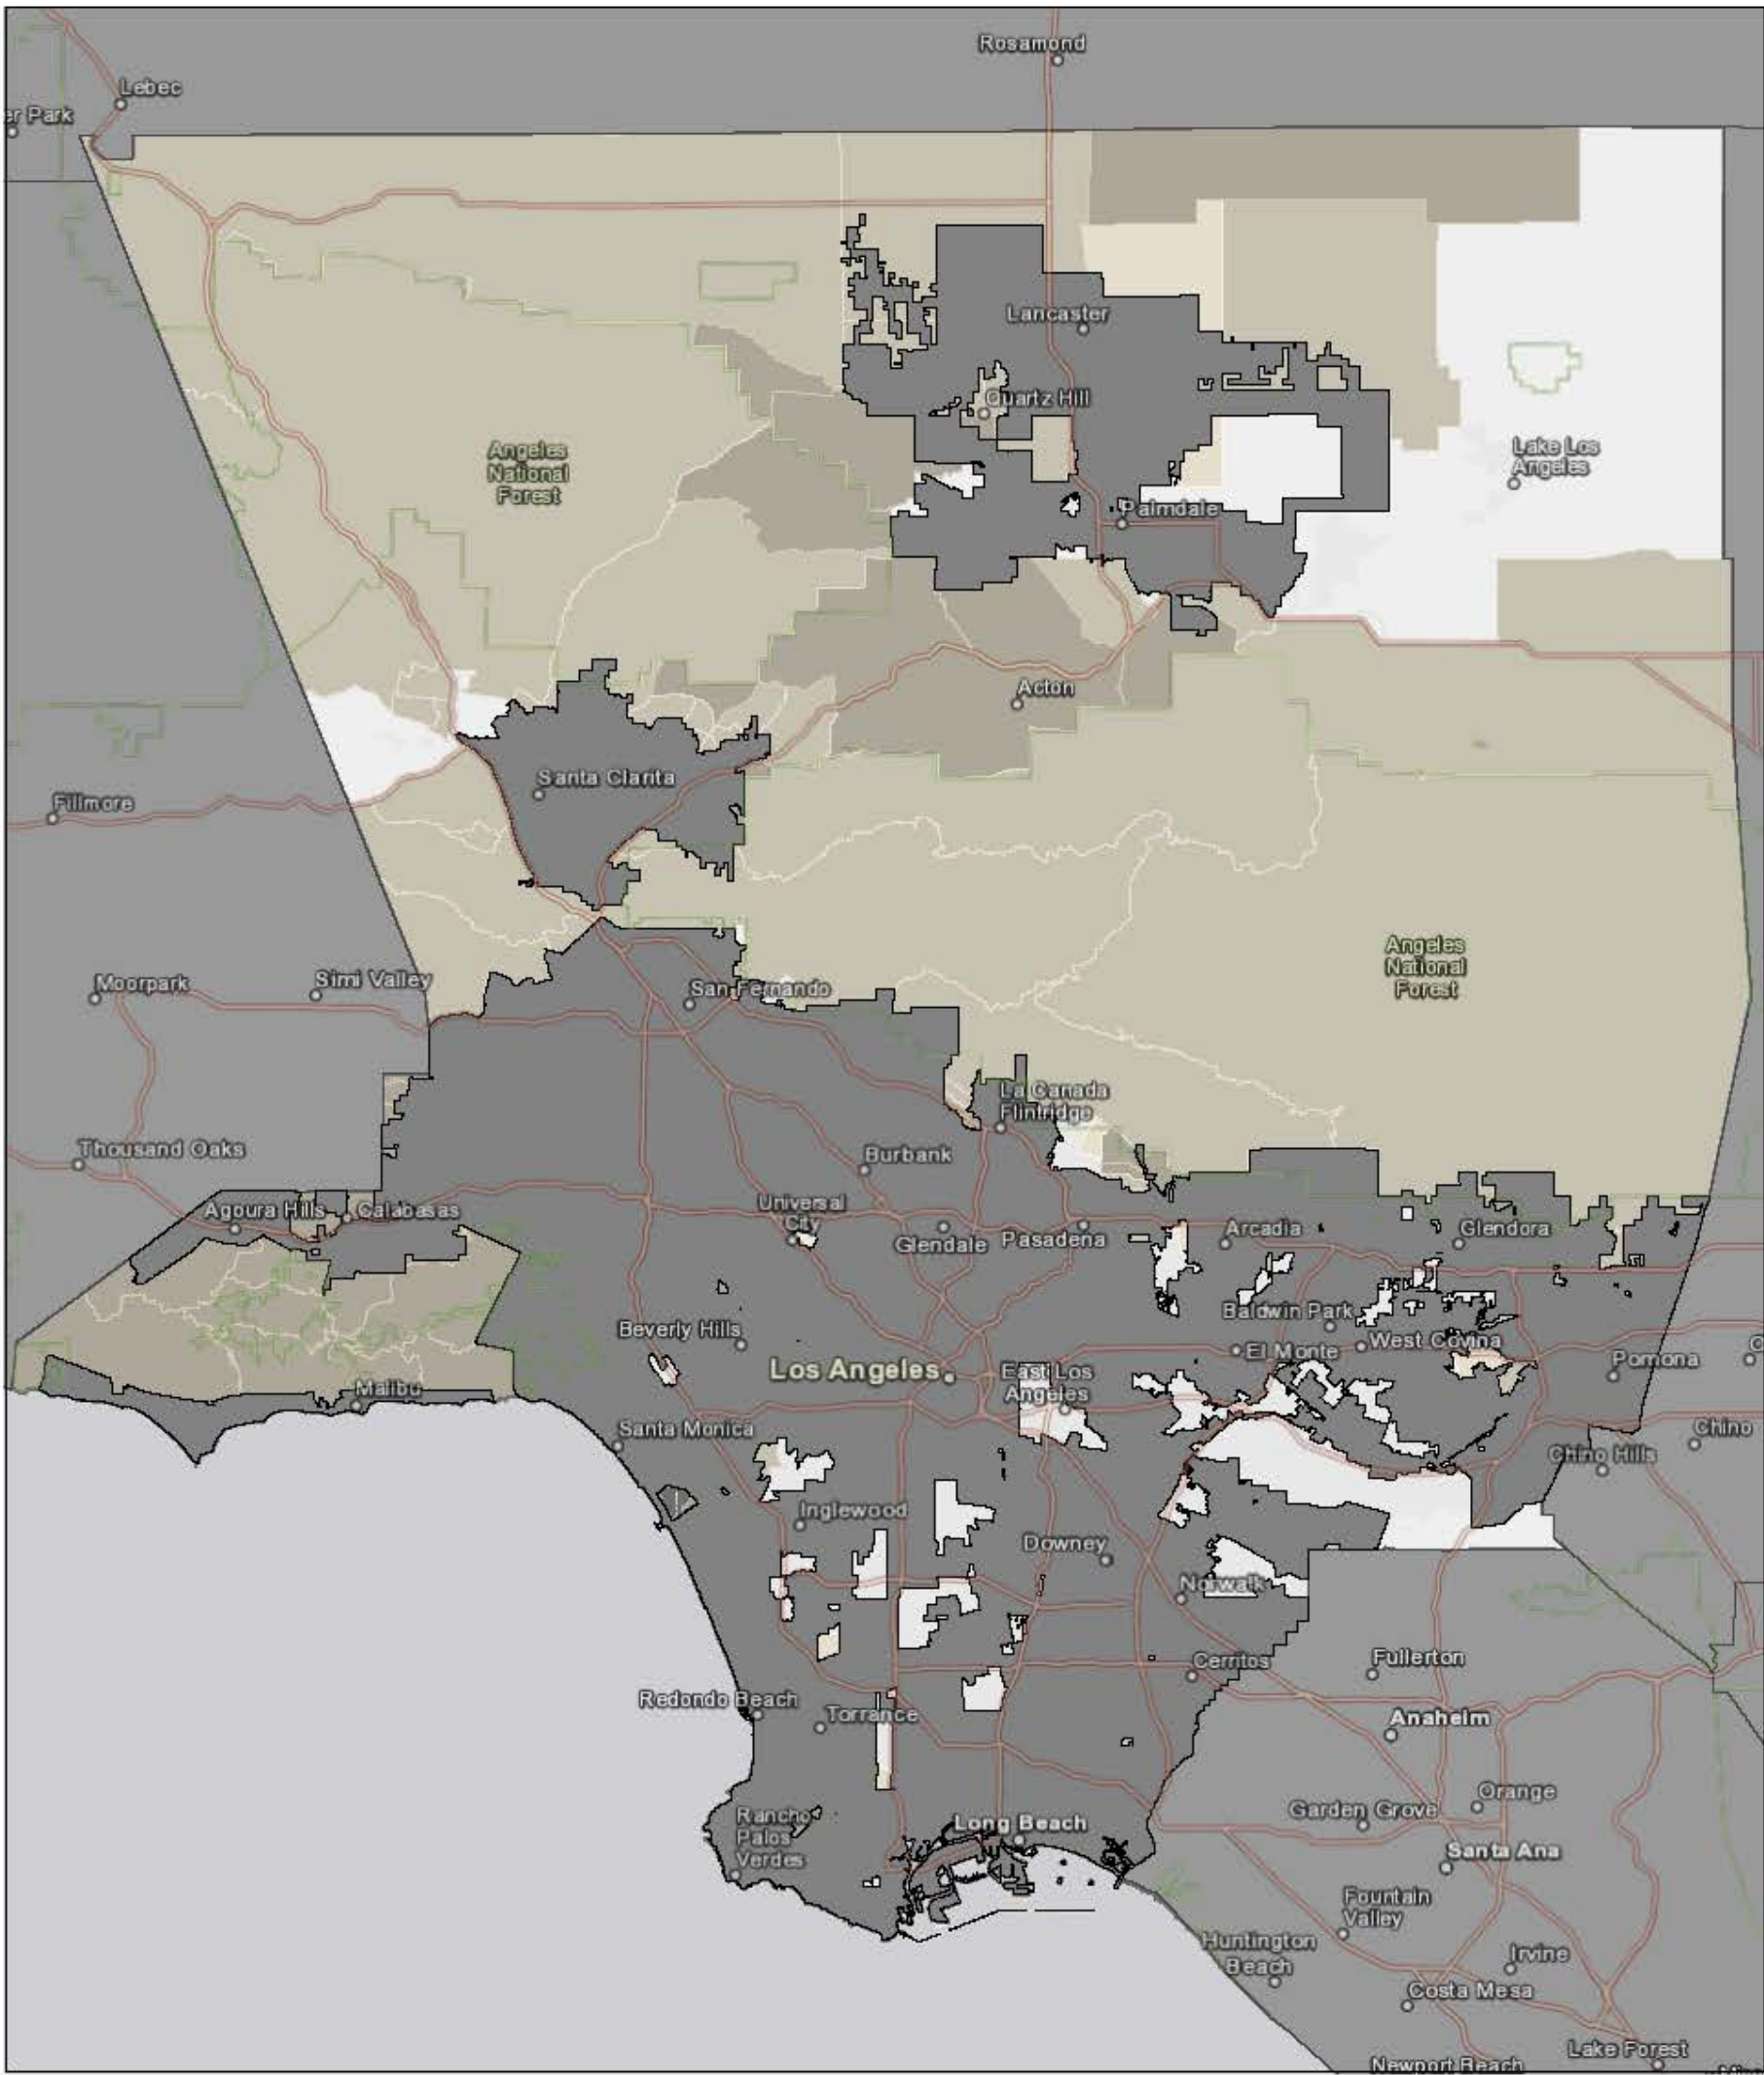 Rosamond
Lebec
er Park
Lancaster
Quartz Hill
Angeles
National
Forest
Lake Los
Angeles
Palmdale
Acton
Santa Clarita
Fillmore
Angeles
National
Forest
Moorpark
Simi Valley
San Fernando
La Canada
Flintridge
Thousand Oaks
Burbank
Universal
City
Agoura Hills
Calabasas
Glendale
Pasadena
Arcadia
Glendora
Baldwin Park
Beverly Hills
El Monte
West Covina
Los Angeles
East Los
Angeles
Pomona
Malibu
Santa Monica
Chino
Chino Hills
Inglewood
Downey
Norwalk
Cerritos
Fullerton
Redondo Beach
Torrance
Anaheim
Orange
Garden Grove
Rancho
Palos
Verdes
Long Beach
Santa Ana
Fountain
Valley
Huntington
Beach
Irvine
Costa Mesa
Lake Forest
Newport Beach